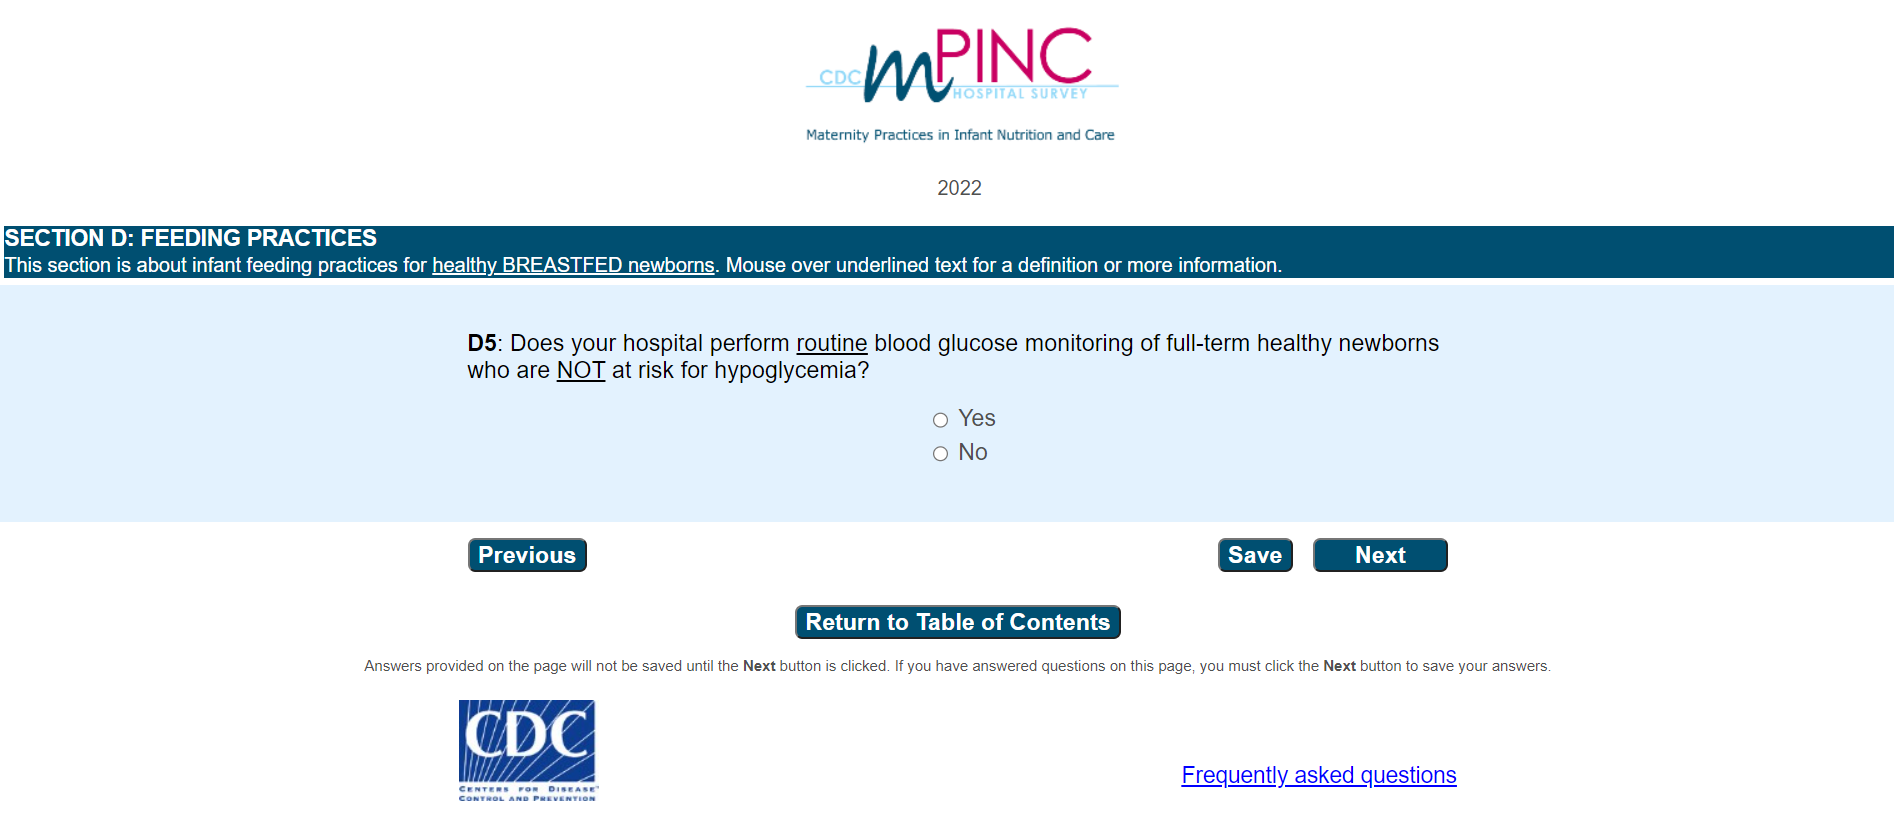 CDC mPINC
HOSPITAL SURVEY
Maternity Practices in Infant Nutrition and Care
2022
SECTION D: FEEDING PRACTICES
This section is about infant feeding practices for healthy BREASTFED newborns. Mouse over underlined text for a definition or more information.
D5: Does your hospital perform routine blood glucose monitoring of full-term healthy newborns
who are NOT at risk for hypoglycemia?
Yes
No
Previous Save Next
Return to Table of Contents
Answers provided on the page will not be saved until the Next button is clicked. If you have answered questions on this page, you must click the Next button to save your answers.
CDC
CENTERS FOR DISEASE
CONTROL AND PREVENTION
Frequently asked questions